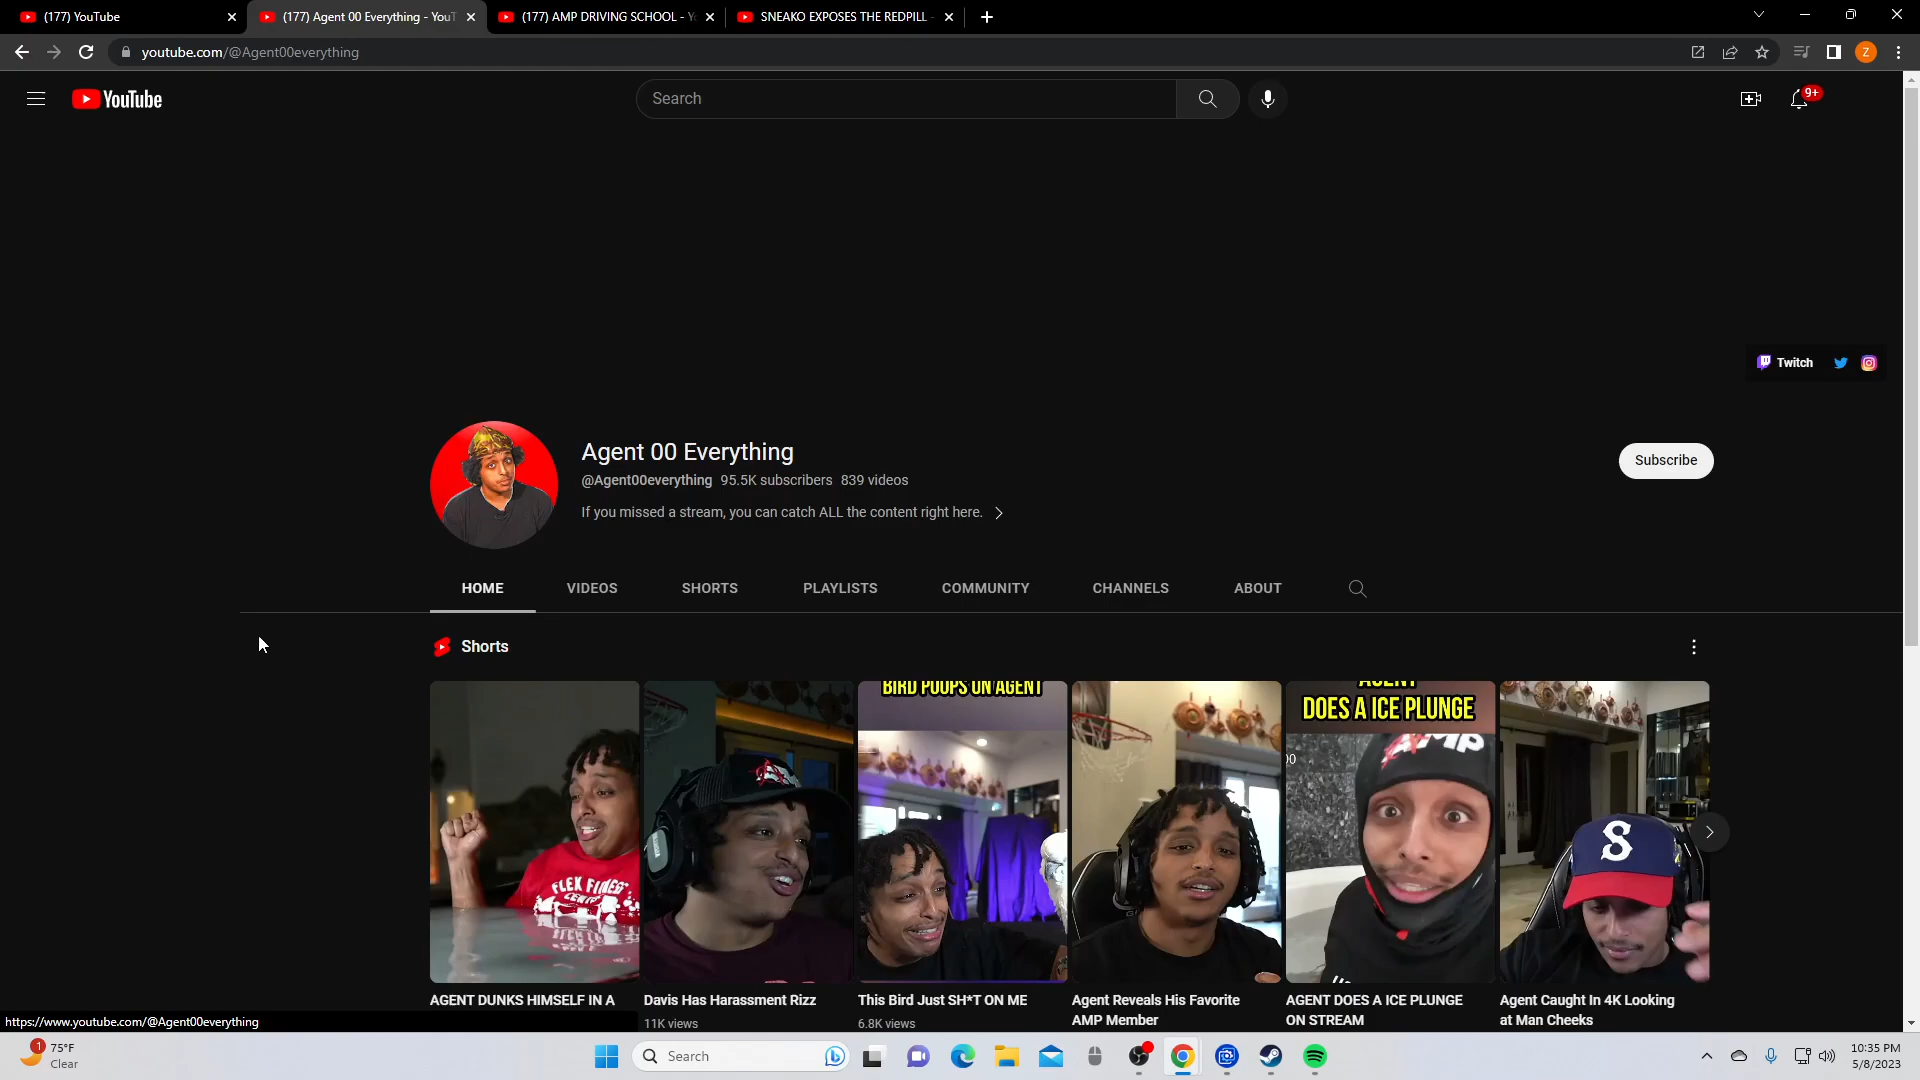 (177) YouTube
(177) Agent 00 Everything - YouT
(177) AMP DRIVING SCHOOL - Y
SNEAKO EXPOSES THE REDPILL -
youtube.com/@Agent00everything
Z
YouTube
Search
9+
Twitch
Agent 00 Everything
@Agent00everything 95.5K subscribers 839 videos
If you missed a stream, you can catch ALL the content right here.
Subscribe
HOME VIDEOS SHORTS PLAYLISTS COMMUNITY CHANNELS ABOUT
Shorts
BIRD POOPS ON AGENT
AGENT
DOES A ICE PLUNGE
AMP
S
FLEX FINEST
AGENT DUNKS HIMSELF IN A
Davis Has Harassment Rizz
11K views
This Bird Just SH*T ON ME
6.8K views
Agent Reveals His Favorite
AMP Member
AGENT DOES A ICE PLUNGE
ON STREAM
Agent Caught In 4K Looking
at Man Cheeks
https://www.youtube.com/@Agent00everything
1
75°F
Clear
Search
10:35 PM
5/8/2023